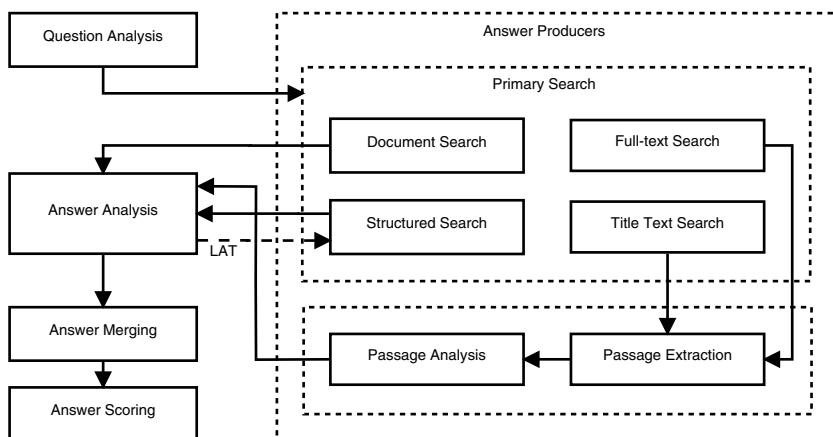 Question Analysis
Answer Producers
Primary Search
Document Search
Full-text Search
Answer Analysis
Structured Search
Title Text Search
LAT
Answer Merging
Passage Analysis
Passage Extraction
Answer Scoring